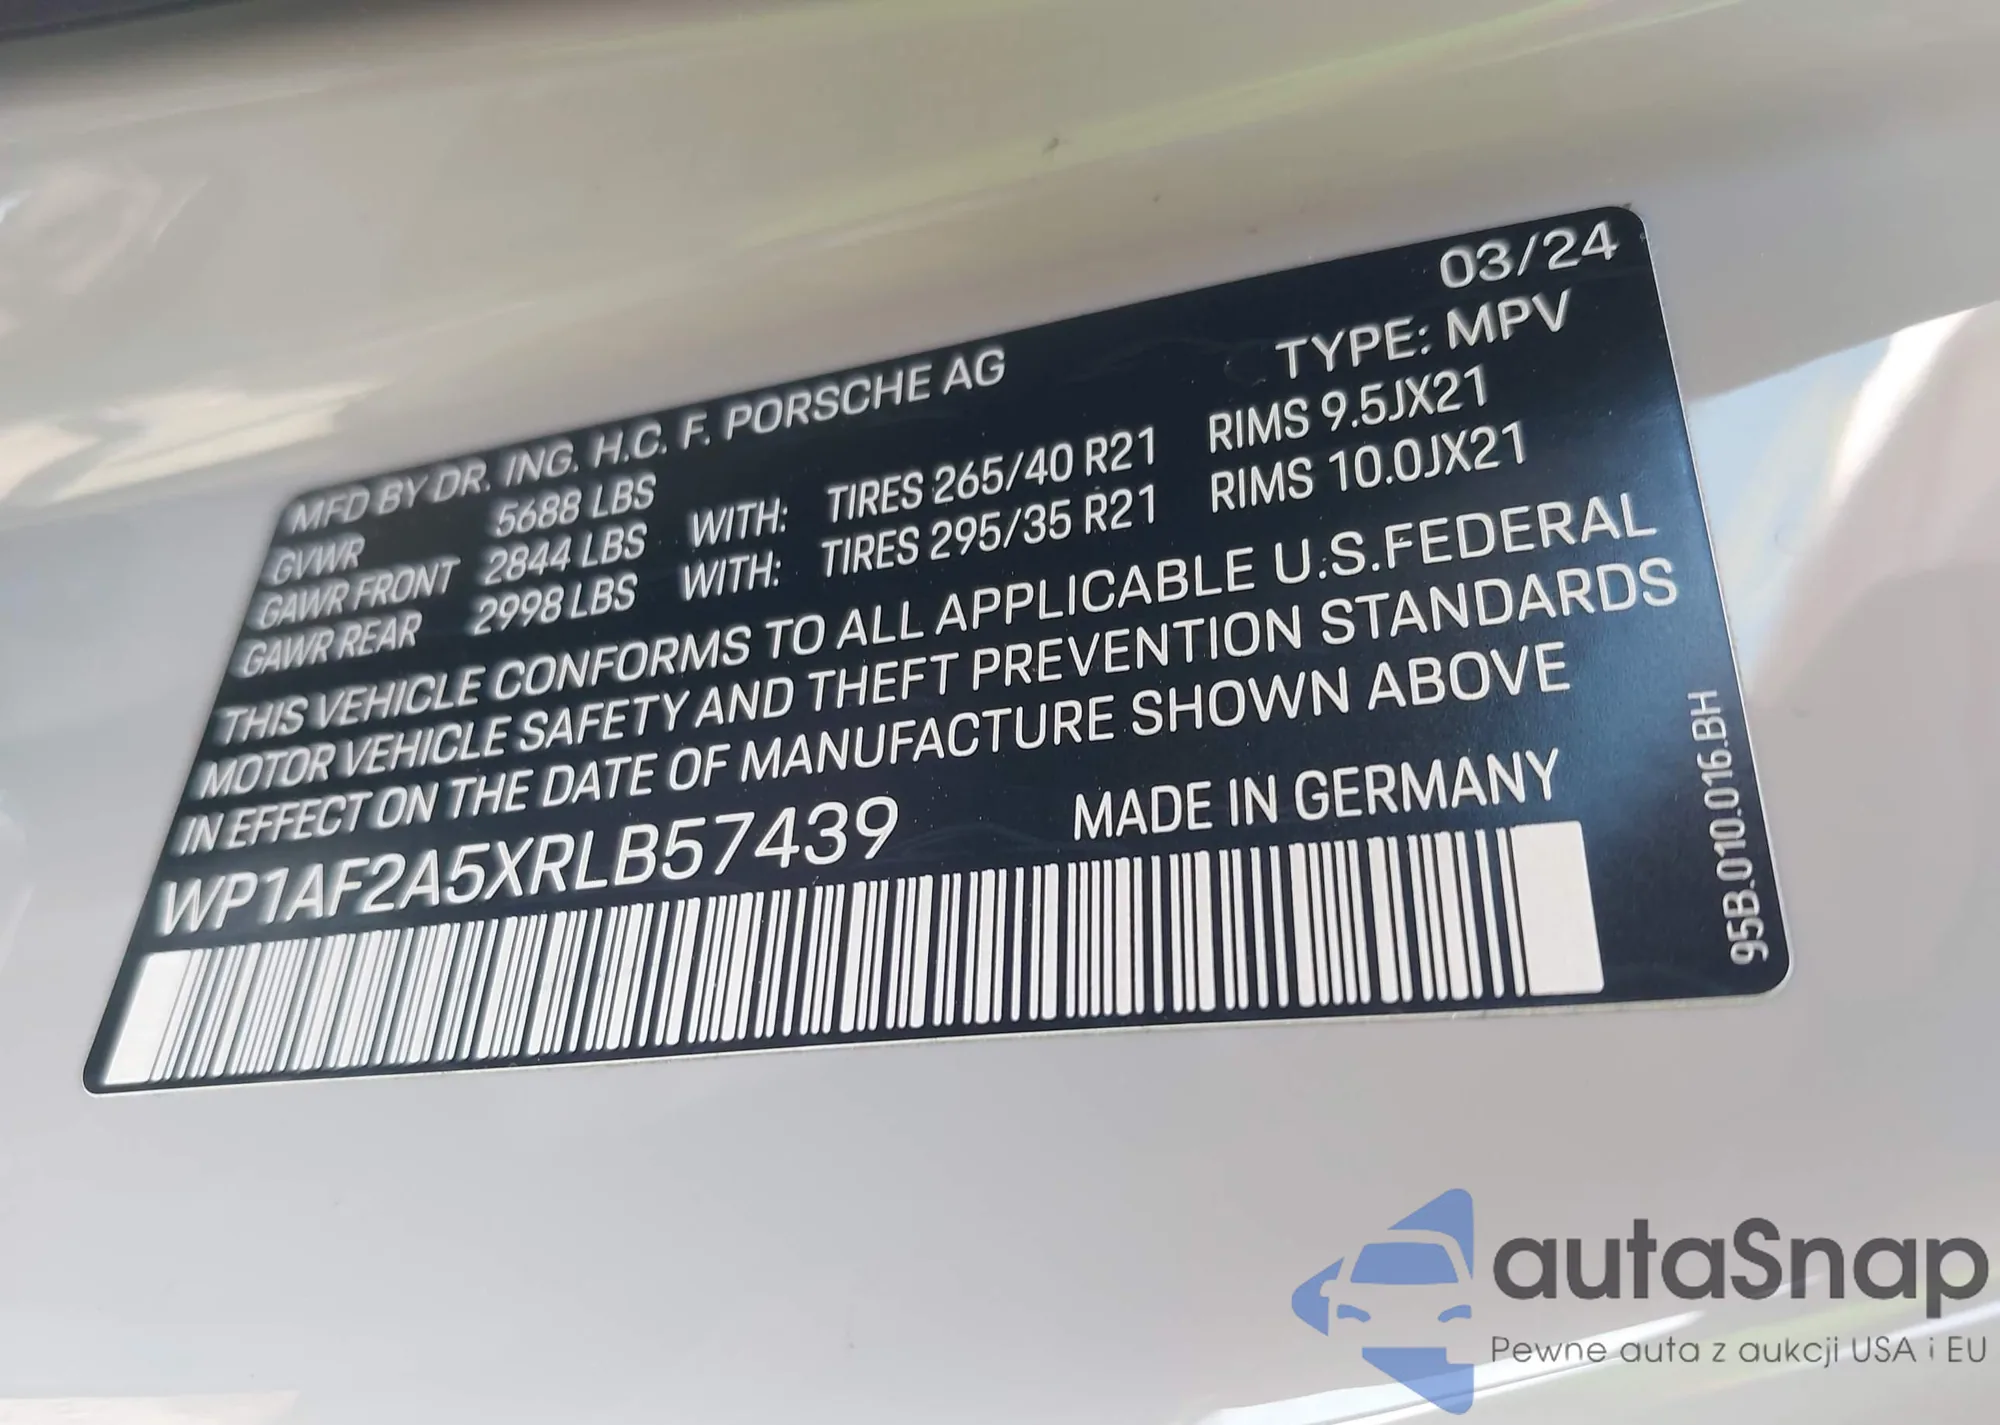 03/24
MFD BY DR. ING. H.C. F. PORSCHE AG TYPE: MPV
GVWR 5688 LBS
GAWR FRONT 2844 LBS WITH: TIRES 265/40 R21 RIMS 9.5JX21
GAWR REAR 2998 LBS WITH: TIRES 295/35 R21 RIMS 10.0JX21
THIS VEHICLE CONFORMS TO ALL APPLICABLE U.S.FEDERAL
MOTOR VEHICLE SAFETY AND THEFT PREVENTION STANDARDS
IN EFFECT ON THE DATE OF MANUFACTURE SHOWN ABOVE
WP1AF2A5XRLB57439 MADE IN GERMANY
95B.010.016.BH
autaSnap
Pewne auta z aukcji USA i EU